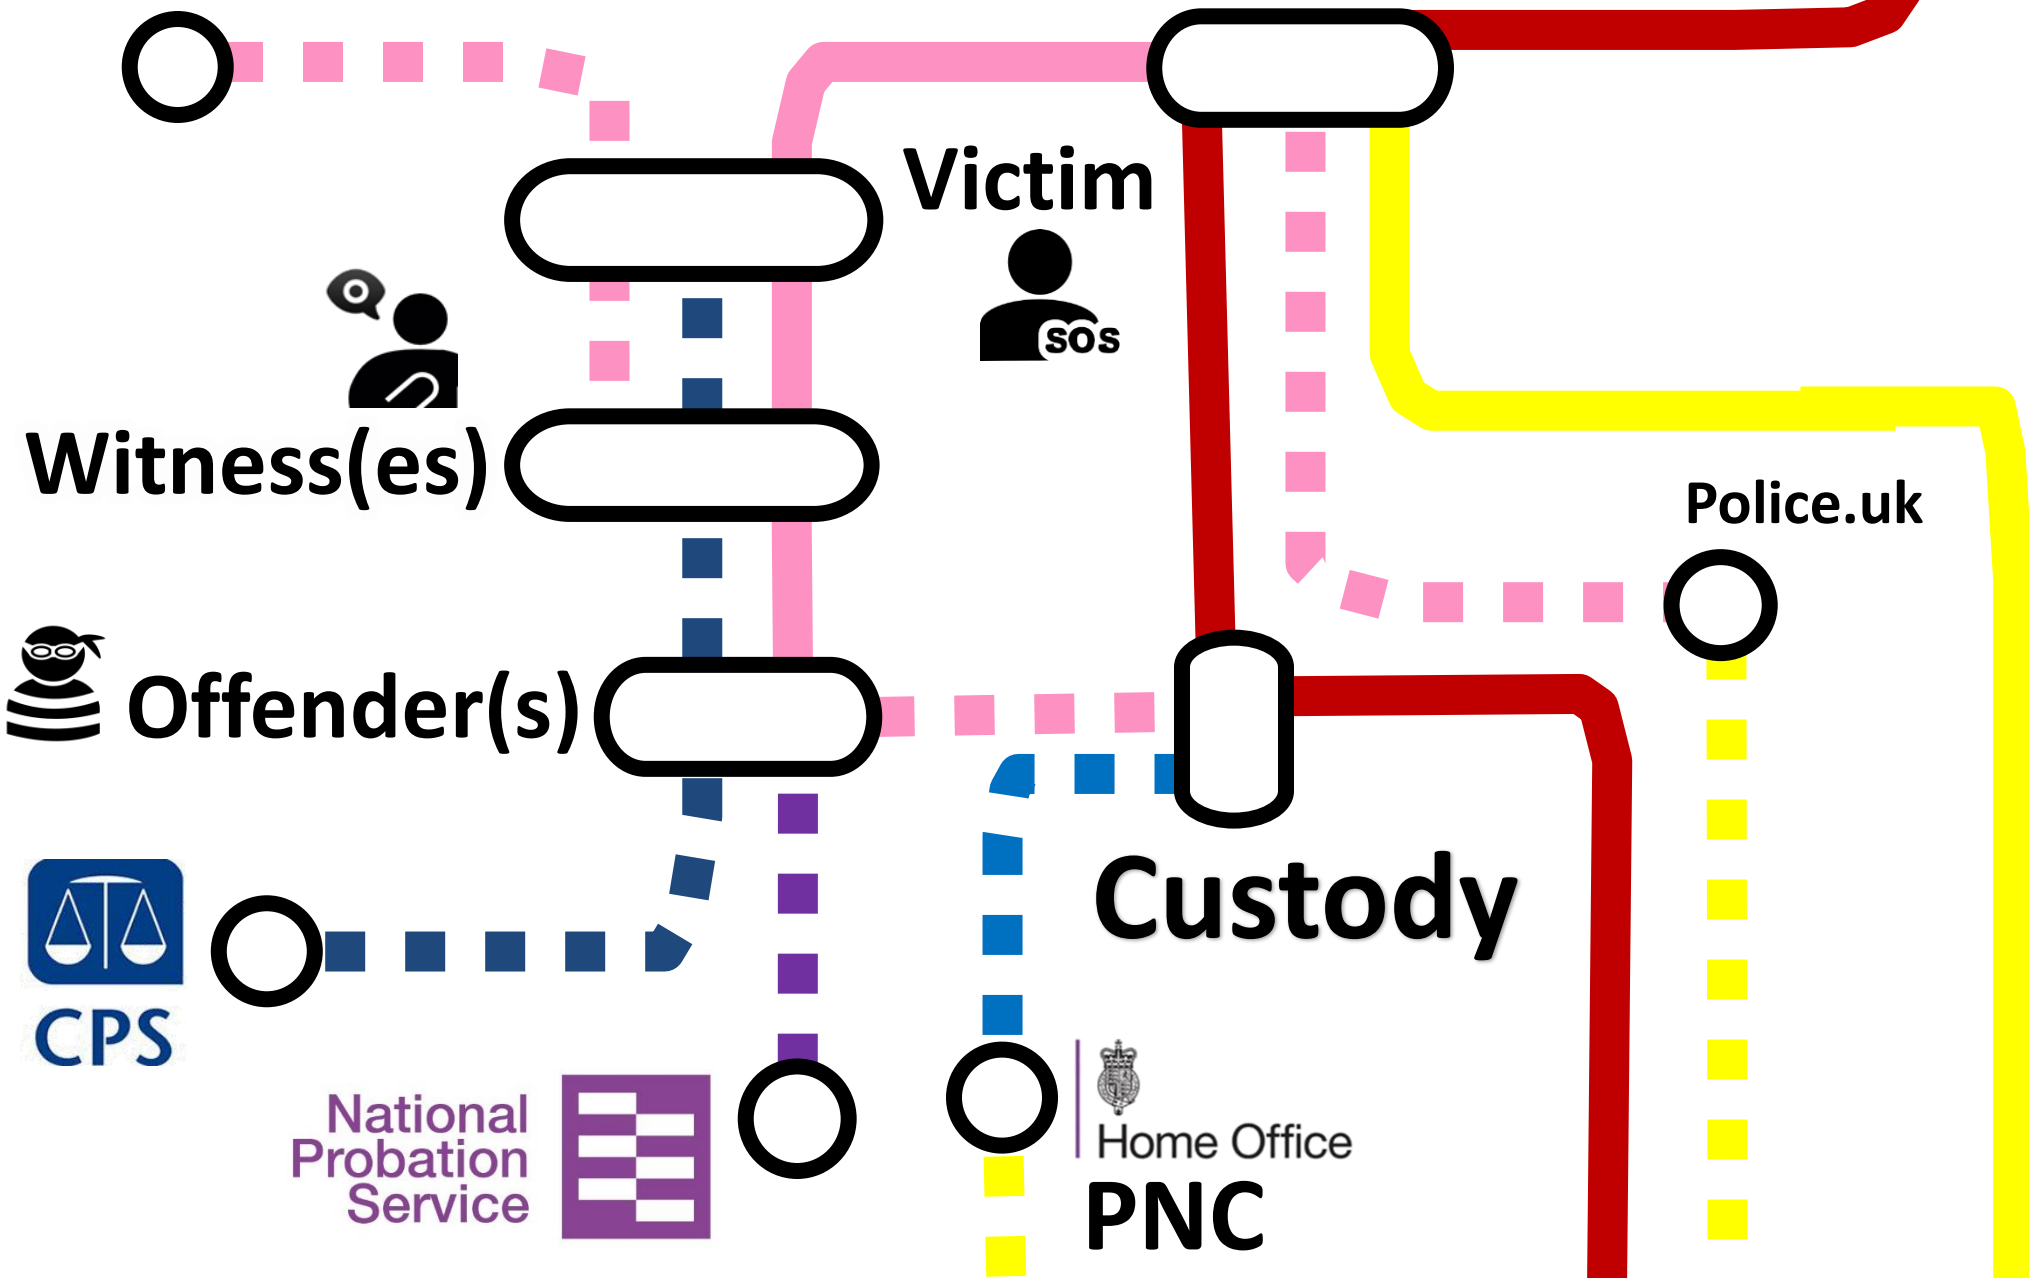 Victim
SOS
Witness(es)
Police.uk
Offender(s)
Custody
CPS
National
Probation
Service
Home Office
PNC